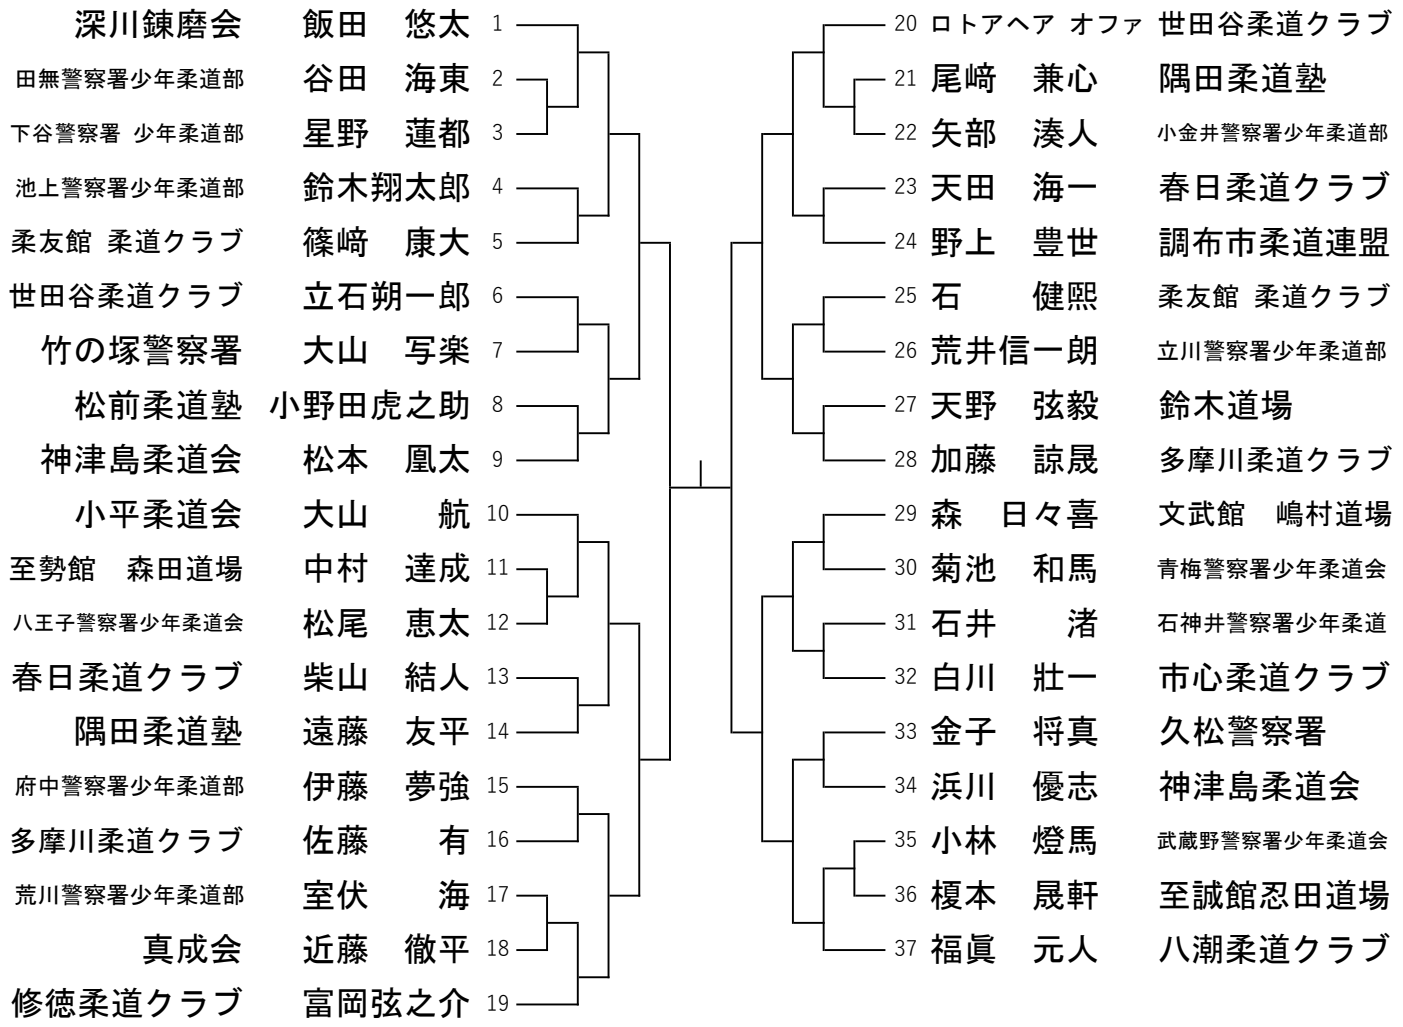 深川錬磨会 飯田 悠太 1
田無警察署少年柔道部 谷田 海東 2
下谷警察署 少年柔道部 星野 蓮都 3
池上警察署少年柔道部 鈴木翔太郎 4
柔友館 柔道クラブ 篠﨑 康大 5
世田谷柔道クラブ 立石朔一郎 6
竹の塚警察署 大山 写楽 7
松前柔道塾 小野田虎之助 8
神津島柔道会 松本 凰太 9
小平柔道会 大山 航 10
至勢館 森田道場 中村 達成 11
八王子警察署少年柔道会 松尾 恵太 12
春日柔道クラブ 柴山 結人 13
隅田柔道塾 遠藤 友平 14
府中警察署少年柔道部 伊藤 夢強 15
多摩川柔道クラブ 佐藤 有 16
荒川警察署少年柔道部 室伏 海 17
真成会 近藤 徹平 18
修徳柔道クラブ 富岡弦之介 19
20 ロトアヘア オファ 世田谷柔道クラブ
21 尾﨑 兼心 隅田柔道塾
22 矢部 湊人 小金井警察署少年柔道部
23 天田 海一 春日柔道クラブ
24 野上 豊世 調布市柔道連盟
25 石 健煕 柔友館 柔道クラブ
26 荒井信一朗 立川警察署少年柔道部
27 天野 弦毅 鈴木道場
28 加藤 諒晟 多摩川柔道クラブ
29 森 日々喜 文武館 嶋村道場
30 菊池 和馬 青梅警察署少年柔道会
31 石井 渚 石神井警察署少年柔道
32 白川 壯一 市心柔道クラブ
33 金子 将真 久松警察署
34 浜川 優志 神津島柔道会
35 小林 燈馬 武蔵野警察署少年柔道会
36 榎本 晟軒 至誠館忍田道場
37 福眞 元人 八潮柔道クラブ